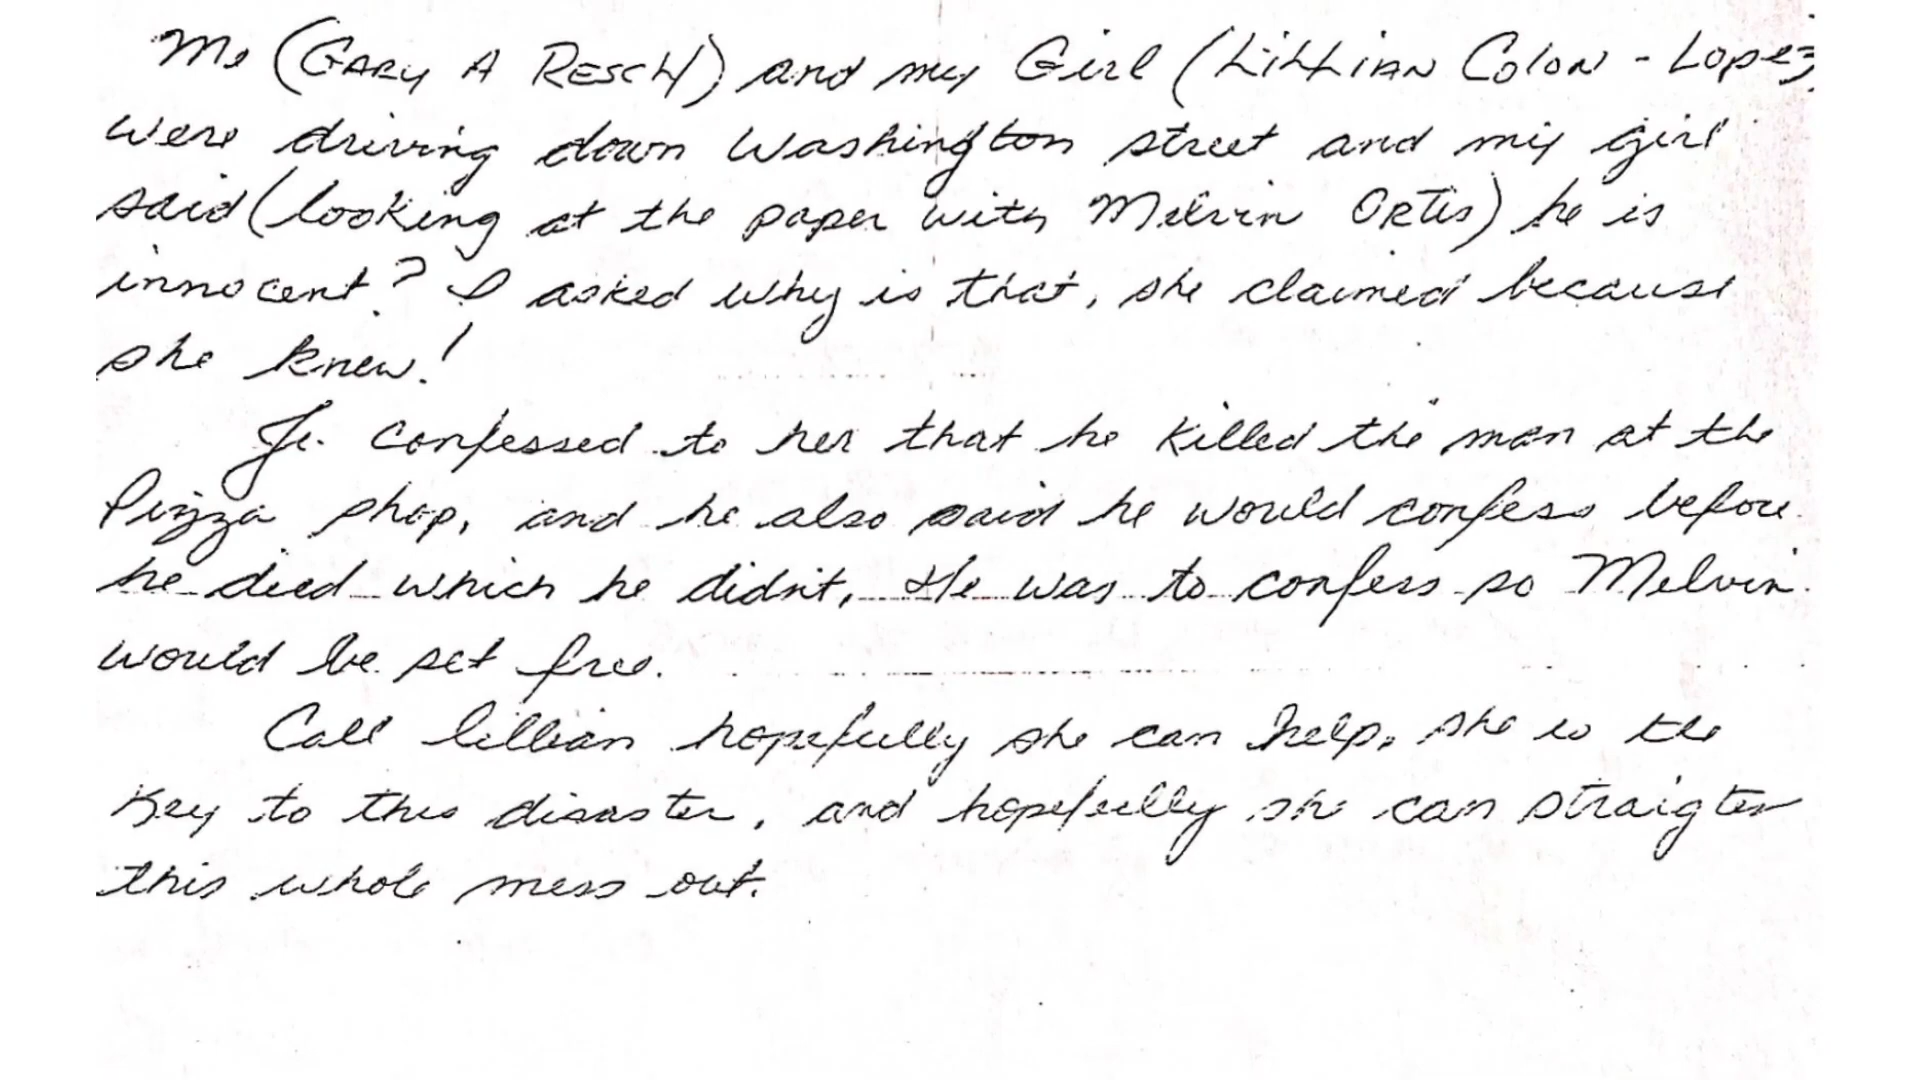 Me (GARY A RESCH) and my Girl (LiLLiAN Colon - Lopez,
were driving down Washington street and my girl
said (looking at the paper with Melvin ORTis) he is
innocent? I asked why is that, she claimed because
she knew!
Jr. confessed to her that he killed the man at the
Pizza shop, and he also said he would confess before
he died which he didn't. He was to confess so Melvin
would be set free.
Call lillian hopefully she can help, she is the
Key to this disaster, and hopefully she can straigten
this whole mess out.